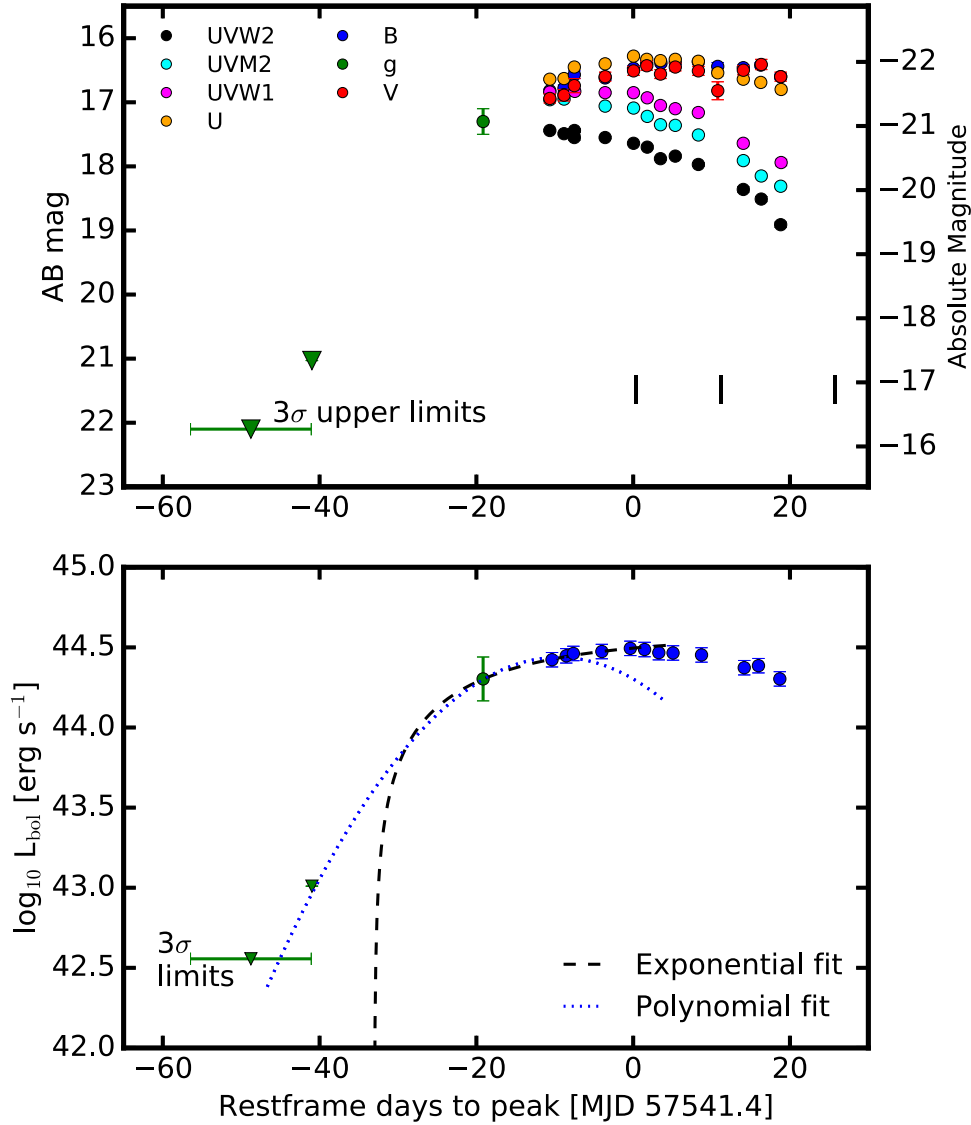 16
17
18
19
20
21
22
23
AB mag
UVW2
UVM2
UVW1
U
B
g
V
−22
−21
−20
−19
−18
−17
−16
Absolute Magnitude
3σ upper limits
−60
−40
−20
0
20
45.0
44.5
44.0
43.5
43.0
42.5
42.0
log₁₀ L_bol [erg s⁻¹]
3σ
limits
Exponential fit
Polynomial fit
−60
−40
−20
0
20
Restframe days to peak [MJD 57541.4]